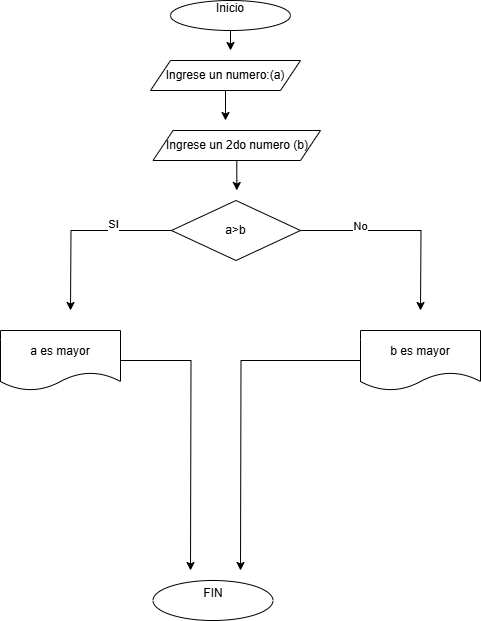 Inicio
Ingrese un numero:(a)
Ingrese un 2do numero (b)
a>b
SI
No
a es mayor
b es mayor
FIN